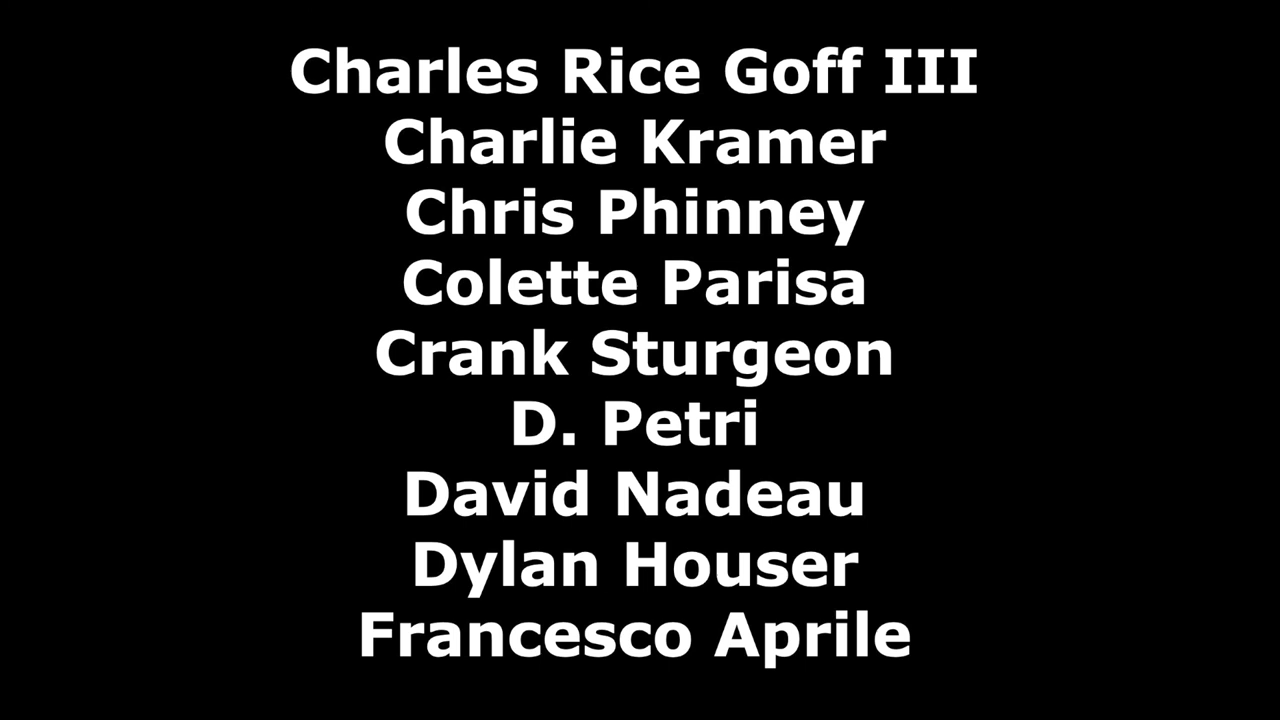 Charles Rice Goff III
Charlie Kramer
Chris Phinney
Colette Parisa
Crank Sturgeon
D. Petri
David Nadeau
Dylan Houser
Francesco Aprile